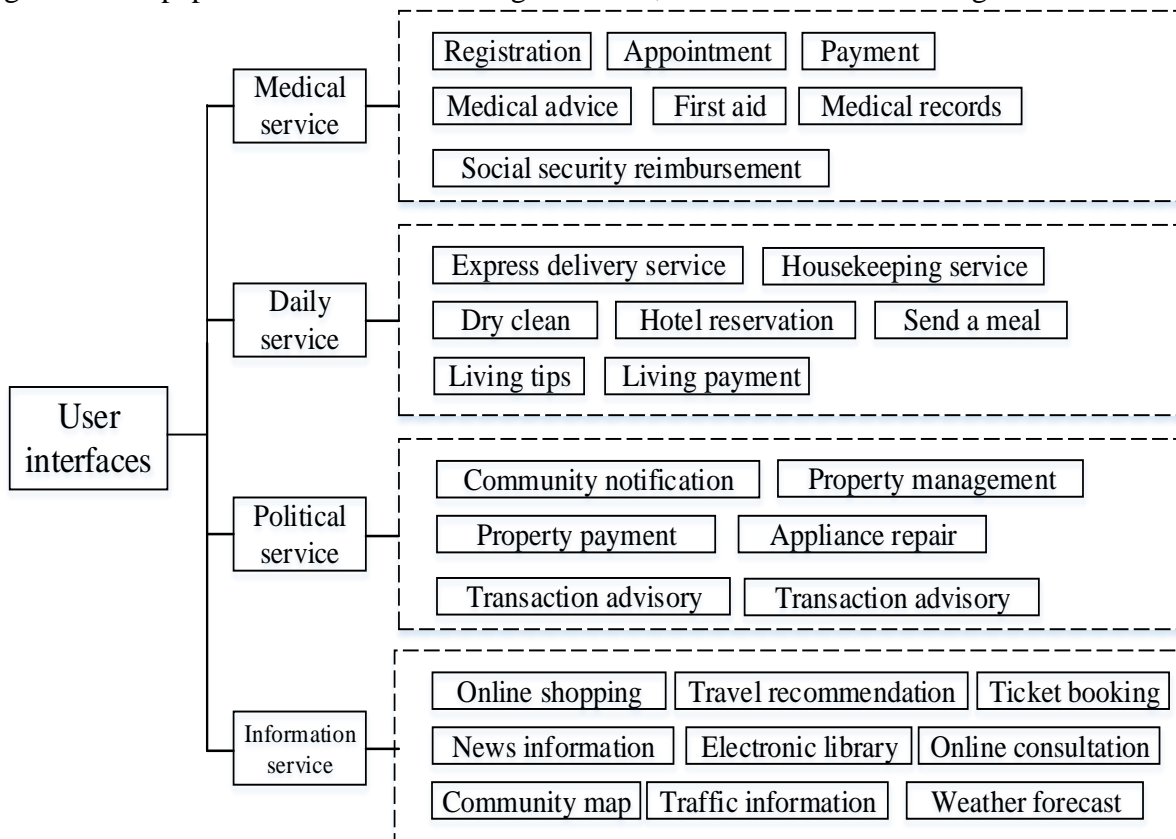 Registration Appointment Payment
Medical advice First aid Medical records
Social security reimbursement
Medical
service
Express delivery service Housekeeping service
Dry clean Hotel reservation Send a meal
Living tips Living payment
Daily
service
User
interfaces
Community notification Property management
Property payment Appliance repair
Transaction advisory Transaction advisory
Political
service
Online shopping Travel recommendation Ticket booking
News information Electronic library Online consultation
Community map Traffic information Weather forecast
Information
service